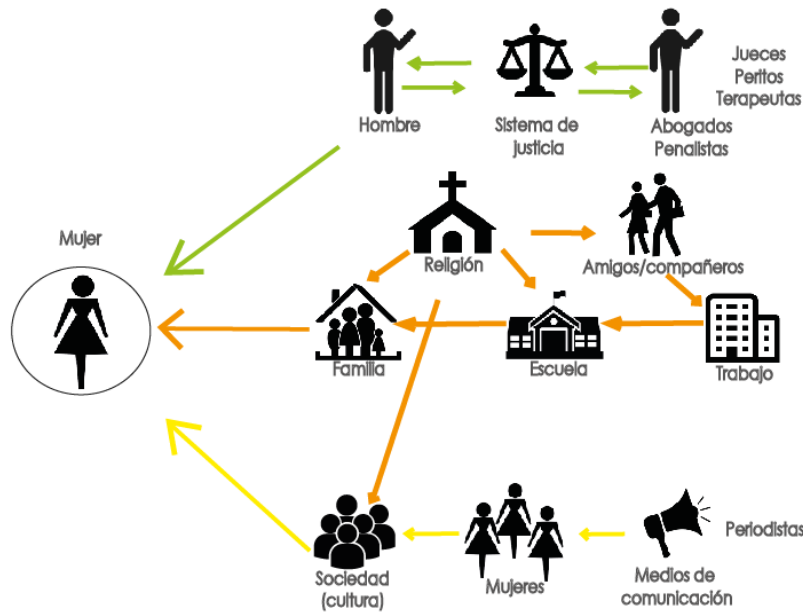 Jueces
Peritos
Terapeutas
Hombre
Sistema de
justicia
Abogados
Penalistas
Mujer
Religión
Amigos/compañeros
Familia
Escuela
Trabajo
Sociedad
(cultura)
Mujeres
Medios de
comunicación
Periodistas